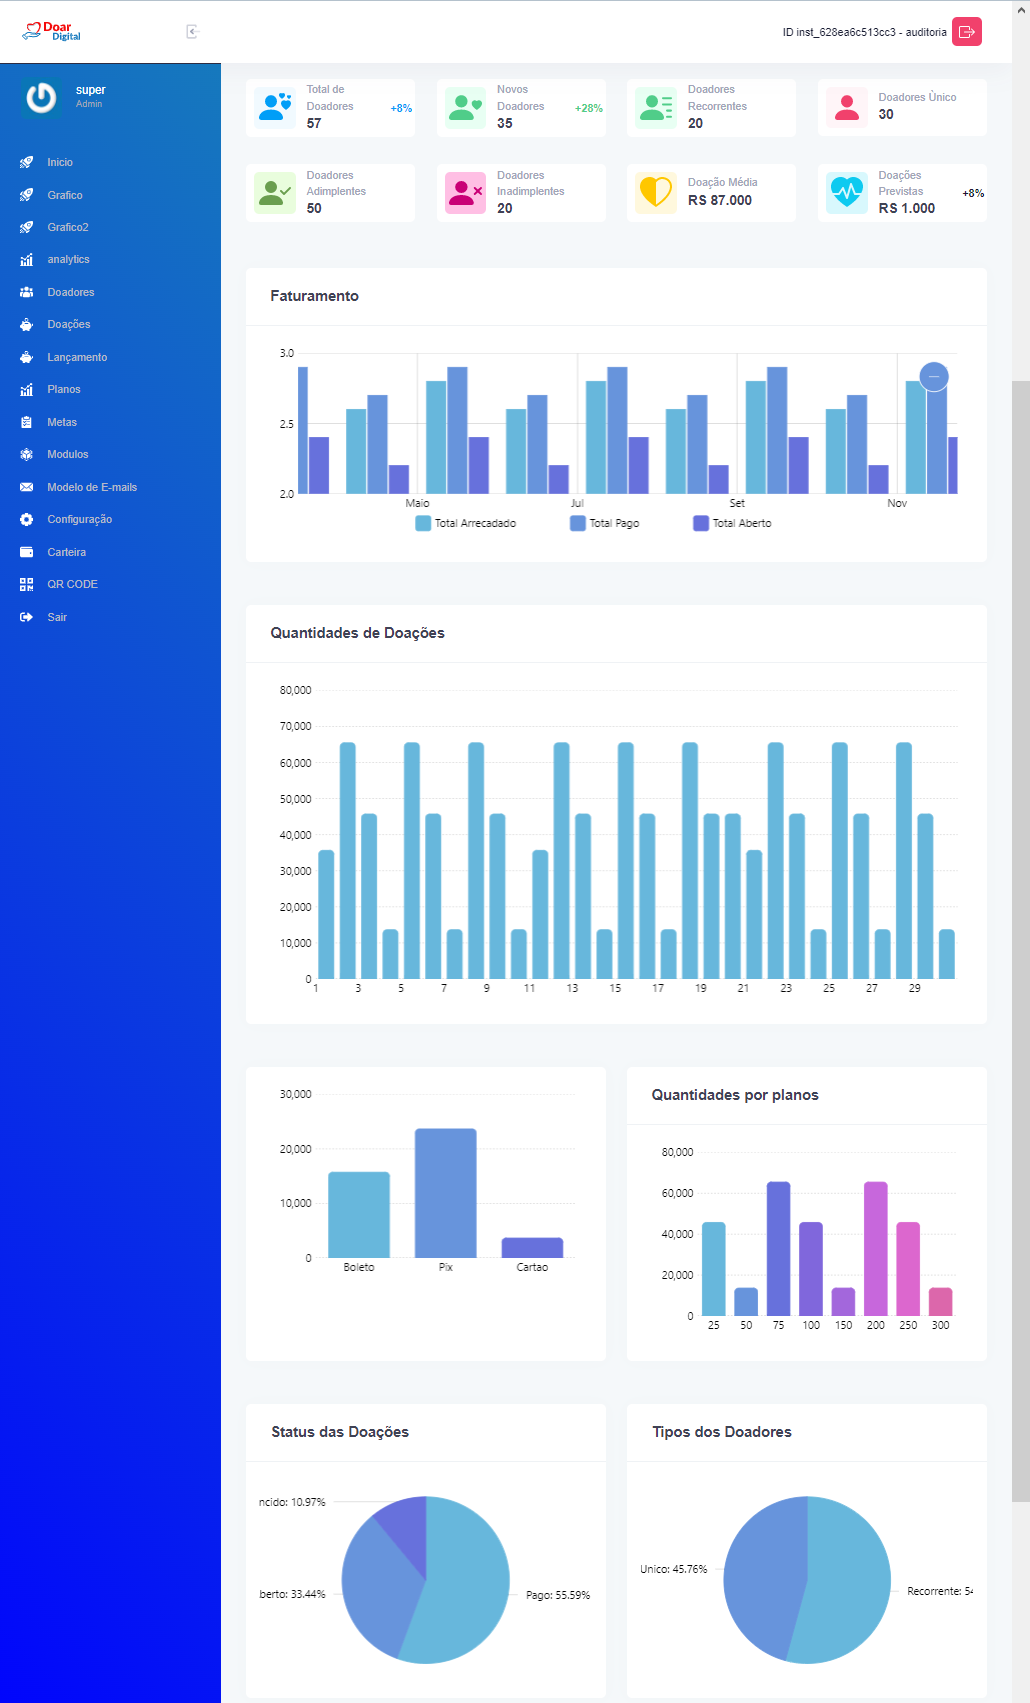 Doar
Digital
ID inst_628ea6c513cc3 - auditoria
super
Admin
Inicio
Grafico
Grafico2
analytics
Doadores
Doações
Lançamento
Planos
Metas
Modulos
Modelo de E-mails
Configuração
Carteira
QR CODE
Sair
Total de
Doadores
57
+8%
Novos
Doadores
35
+28%
Doadores
Recorrentes
20
Doadores Ùnico
30
Doadores
Adimplentes
50
Doadores
Inadimplentes
20
Doação Média
RS 87.000
Doações
Previstas
RS 1.000
+8%
Faturamento
3.0
2.5
2.0
Maio Jul Set Nov
Total Arrecadado Total Pago Total Aberto
Quantidades de Doações
80,000
70,000
60,000
50,000
40,000
30,000
20,000
10,000
0
1 3 5 7 9 11 13 15 17 19 21 23 25 27 29
30,000
20,000
10,000
0
Boleto Pix Cartao
Quantidades por planos
80,000
60,000
40,000
20,000
0
25 50 75 100 150 200 250 300
Status das Doações
ncido: 10.97%
berto: 33.44%
Pago: 55.59%
Tipos dos Doadores
Unico: 45.76%
Recorrente: 54